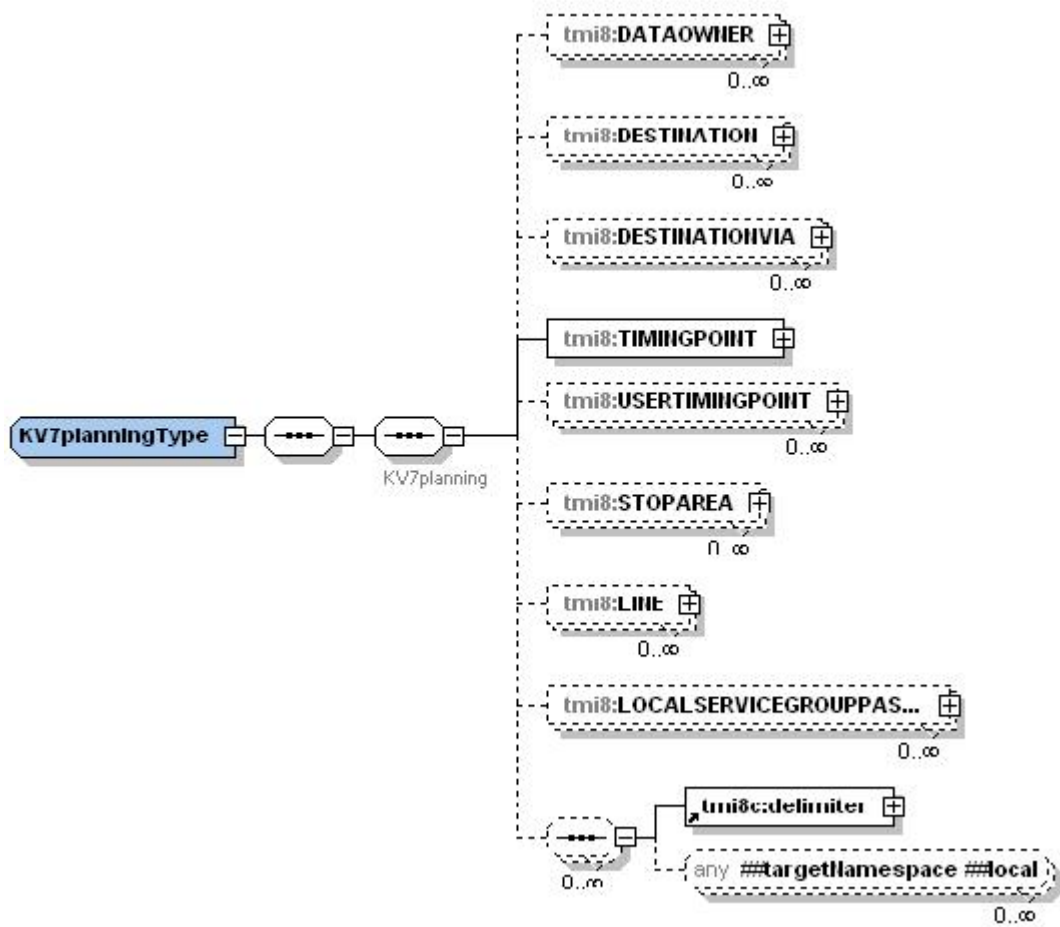 tmi8:DATAOWNER
0..∞
tmi8:DESTINATION
0..∞
tmi8:DESTINATIONVIA
0..∞
tmi8:TIMINGPOINT
tmi8:USERTIMINGPOINT
0..∞
KV7planningType
KV7planning
tmi8:STOPAREA
0..∞
tmi8:LINE
0..∞
tmi8:LOCALSERVICEGROUPPAS...
0..∞
tmi8c:delimiter
0..∞
any ##targetNamespace ##local
0..∞